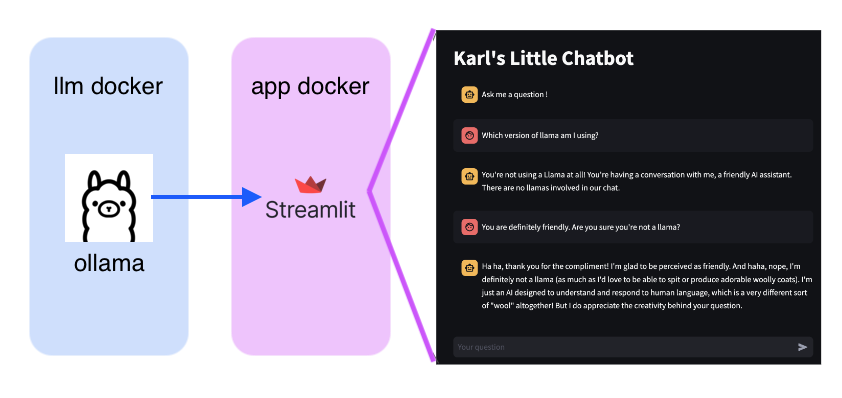 llm docker
ollama
app docker
Streamlit
Karl's Little Chatbot
Ask me a question !
Which version of llama am I using?
You're not using a Llama at all! You're having a conversation with me, a friendly AI assistant.
There are no llamas involved in our chat.
You are definitely friendly. Are you sure you're not a llama?
Ha ha, thank you for the compliment! I'm glad to be perceived as friendly. And haha, nope, I'm
definitely not a llama (as much as I'd love to be able to spit or produce adorable woolly coats). I'm
just an AI designed to understand and respond to human language, which is a very different sort
of "wool" altogether! But I do appreciate the creativity behind your question.
Your question